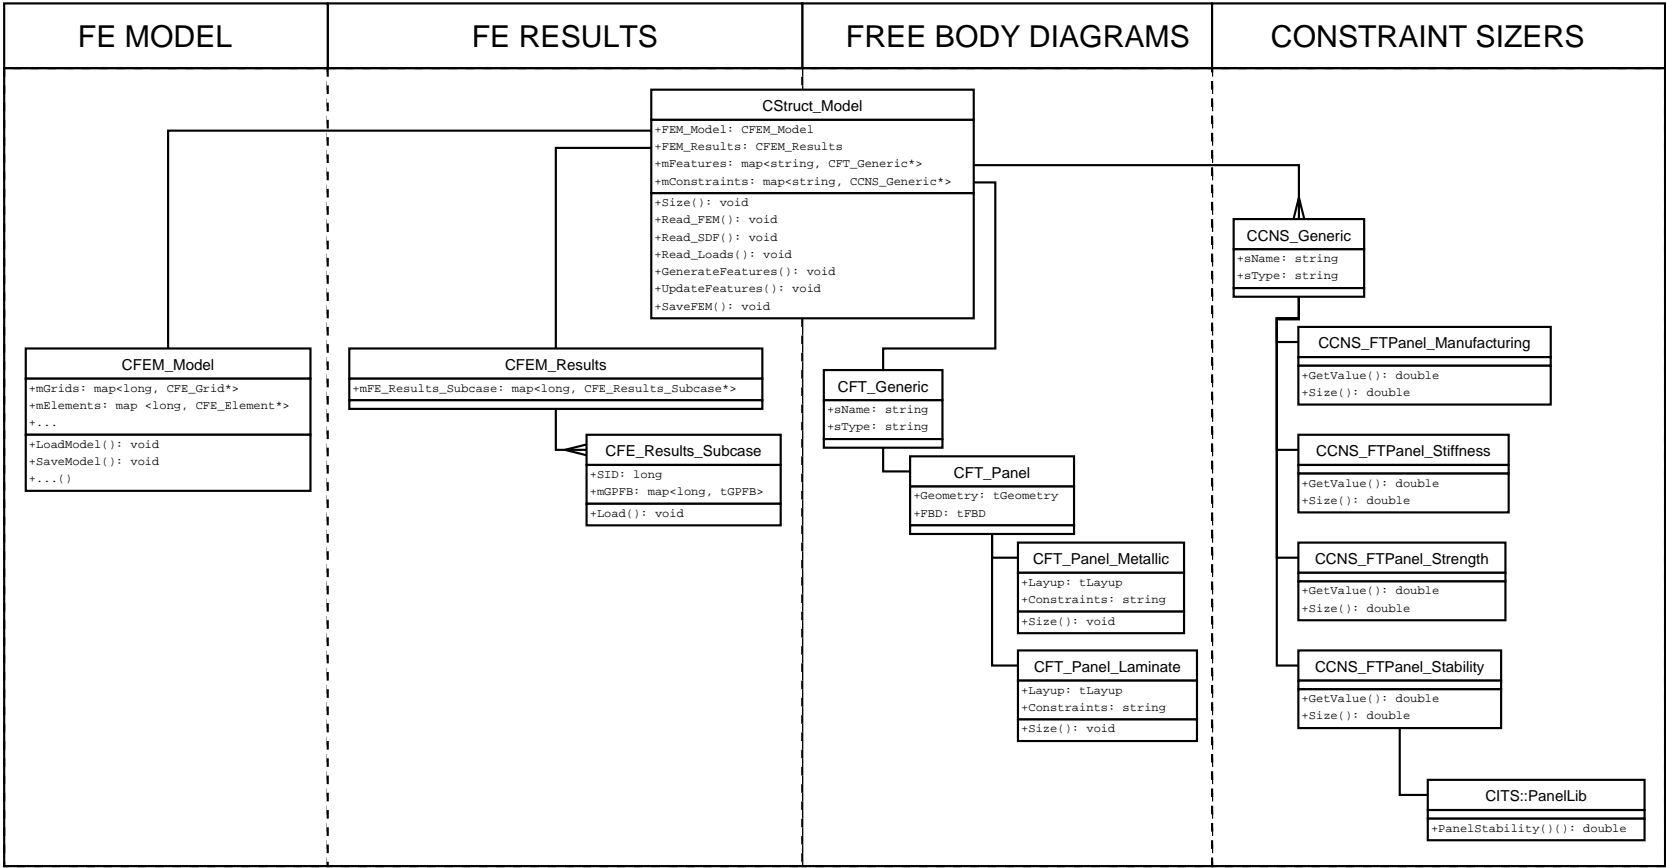 FE MODEL
FE RESULTS
FREE BODY DIAGRAMS
CONSTRAINT SIZERS
CStruct_Model
+FEM_Model: CFEM_Model
+FEM_Results: CFEM_Results
+mFeatures: map<string, CFT_Generic*>
+mConstraints: map<string, CCNS_Generic*>
+Size(): void
+Read_FEM(): void
+Read_SDF(): void
+Read_Loads(): void
+GenerateFeatures(): void
+UpdateFeatures(): void
+SaveFEM(): void
CFEM_Model
+mGrids: map<long, CFE_Grid*>
+mElements: map <long, CFE_Element*>
+...
+LoadModel(): void
+SaveModel(): void
+...()
CFEM_Results
+mFE_Results_Subcase: map<long, CFE_Results_Subcase*>
CFE_Results_Subcase
+SID: long
+mGPFB: map<long, tGPFB>
+Load(): void
CFT_Generic
+sName: string
+sType: string
CFT_Panel
+Geometry: tGeometry
+FBD: tFBD
CFT_Panel_Metallic
+Layup: tLayup
+Constraints: string
+Size(): void
CFT_Panel_Laminate
+Layup: tLayup
+Constraints: string
+Size(): void
CCNS_Generic
+sName: string
+sType: string
CCNS_FTPanel_Manufacturing
+GetValue(): double
+Size(): double
CCNS_FTPanel_Stiffness
+GetValue(): double
+Size(): double
CCNS_FTPanel_Strength
+GetValue(): double
+Size(): double
CCNS_FTPanel_Stability
+GetValue(): double
+Size(): double
CITS::PanelLib
+PanelStability()(): double